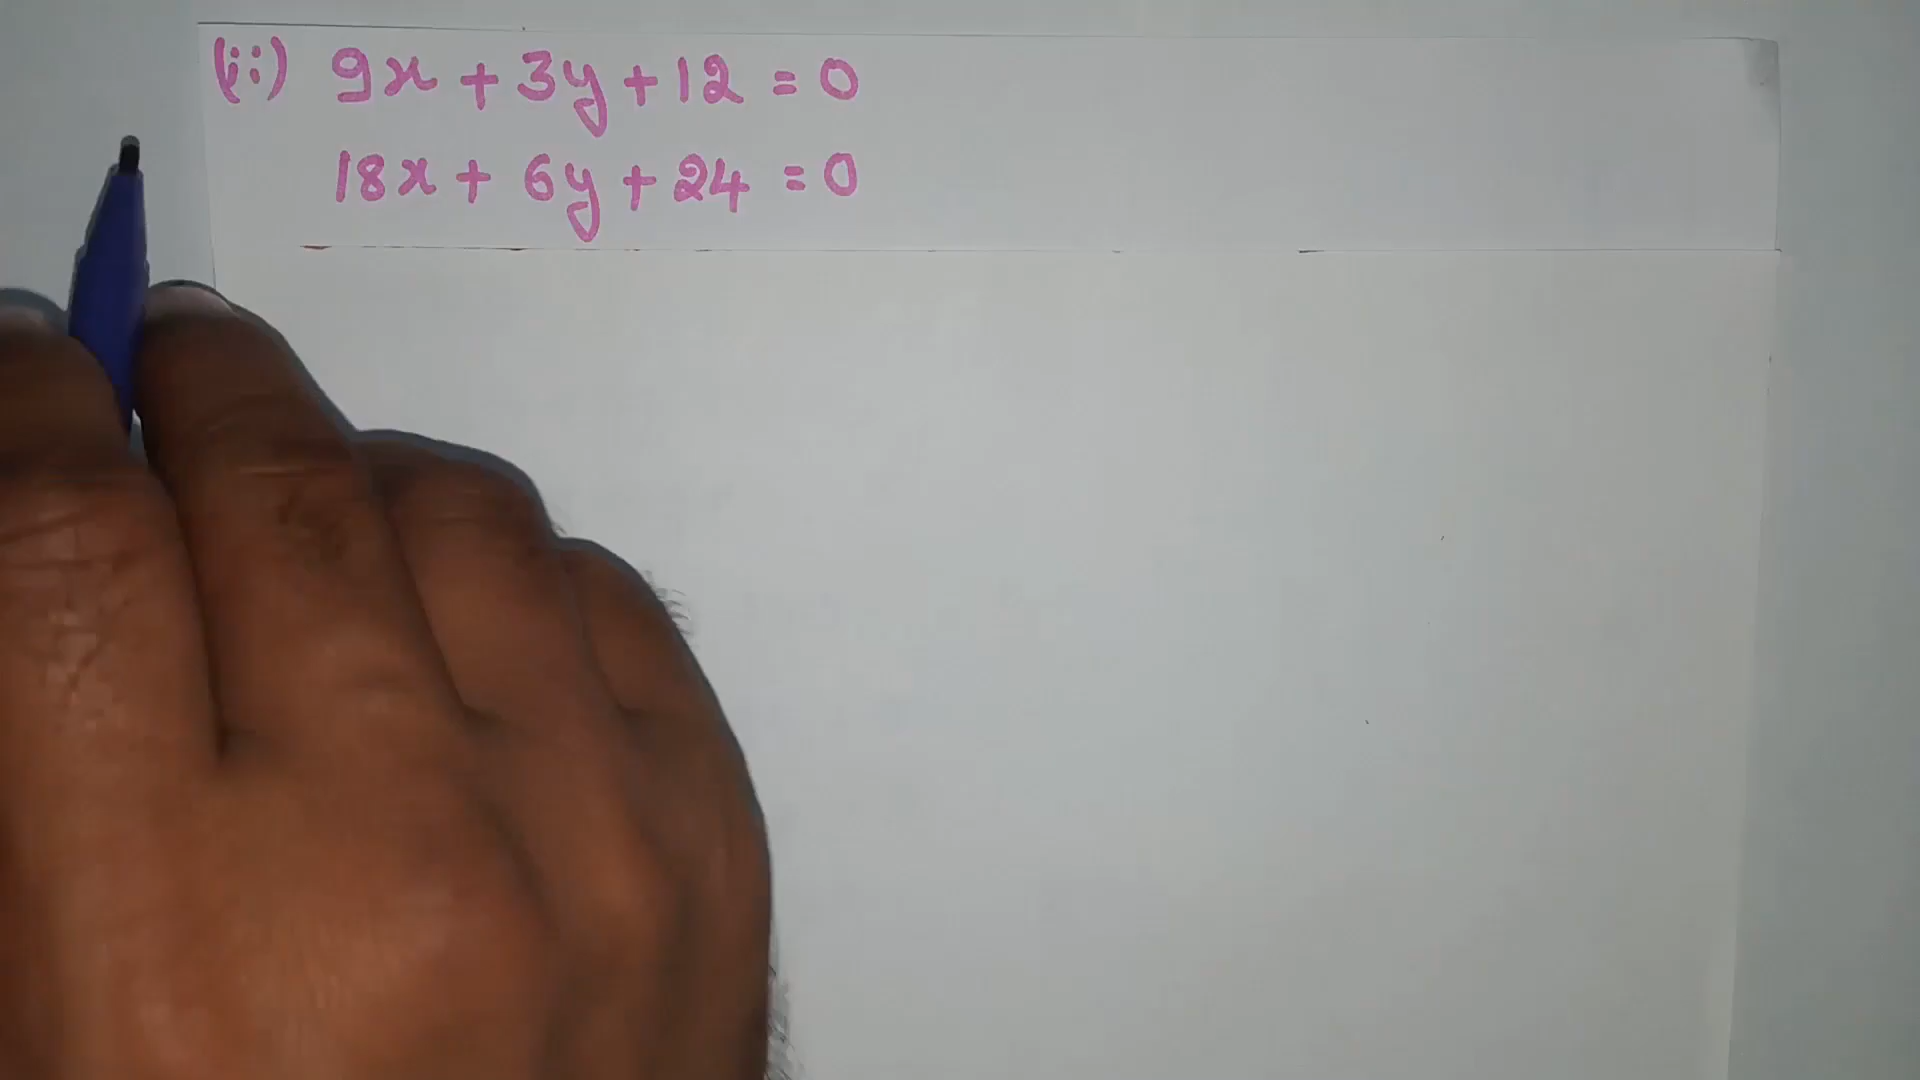 (ii) 9x + 3y + 12 = 0
18x + 6y + 24 = 0